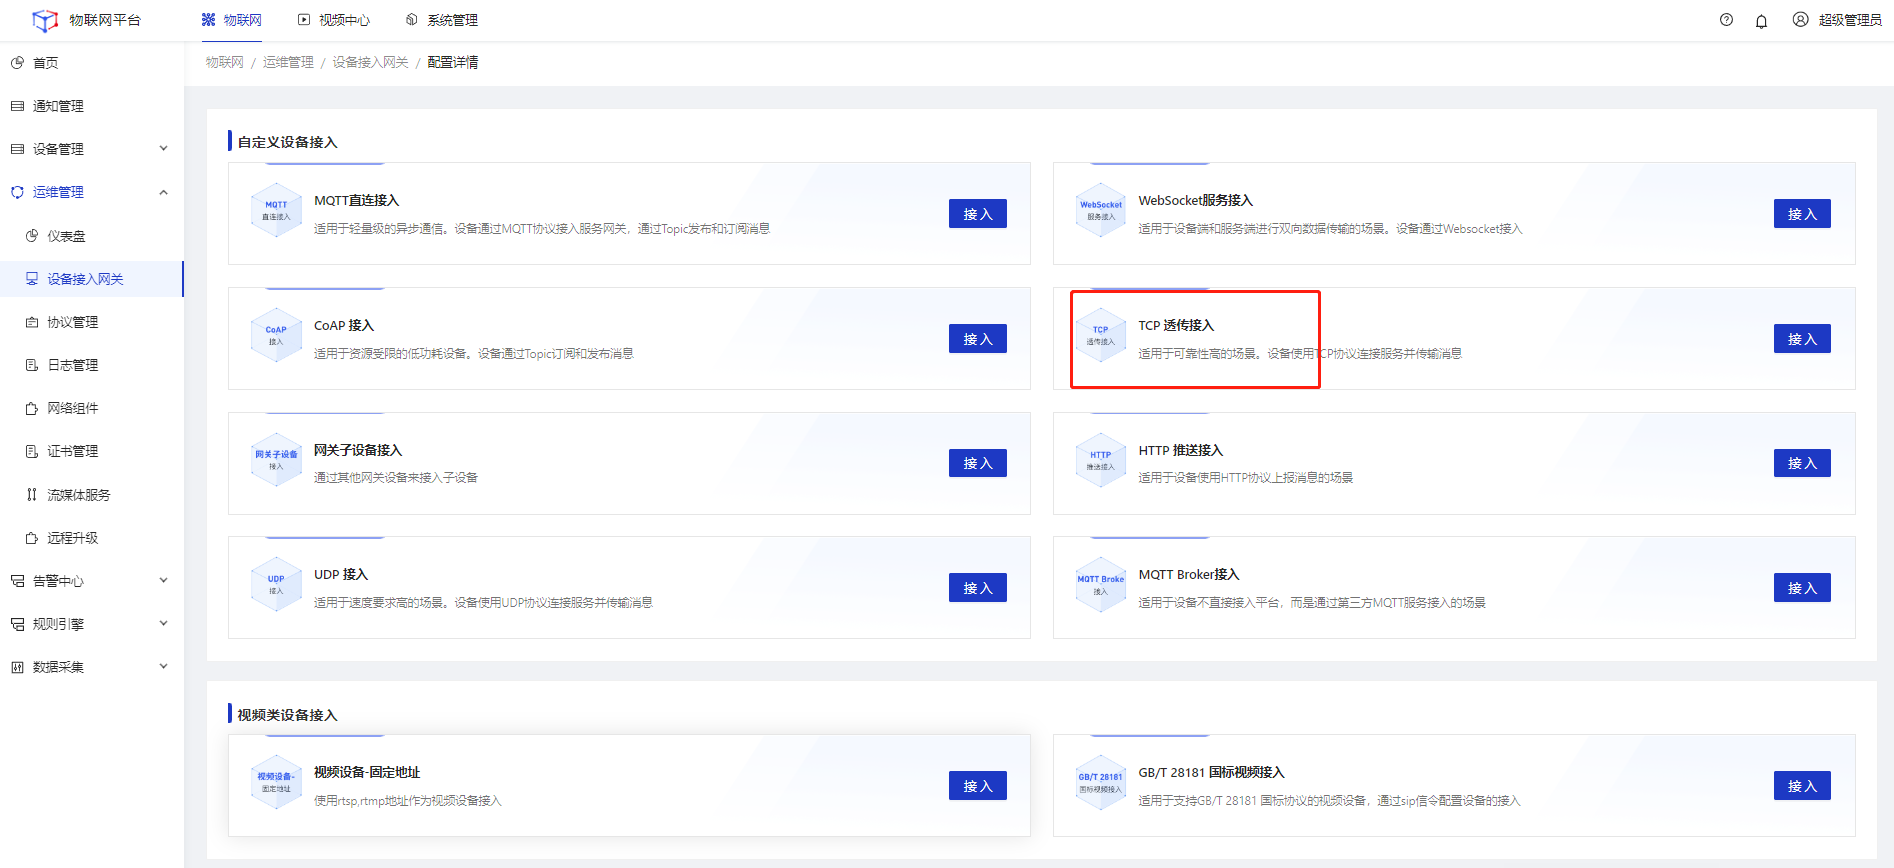 物联网平台
物联网
视频中心
系统管理
超级管理员
首页
通知管理
设备管理
运维管理
仪表盘
设备接入网关
协议管理
日志管理
网络组件
证书管理
流媒体服务
远程升级
告警中心
规则引擎
数据采集
物联网 / 运维管理 / 设备接入网关 / 配置详情
自定义设备接入
MQTT
直连接入
MQTT直连接入
适用于轻量级的异步通信。设备通过MQTT协议接入服务网关，通过Topic发布和订阅消息
接 入
WebSocket
服务接入
WebSocket服务接入
适用于设备端和服务端进行双向数据传输的场景。设备通过Websocket接入
接 入
CoAP
接入
CoAP 接入
适用于资源受限的低功耗设备。设备通过Topic订阅和发布消息
接 入
TCP
透传接入
TCP 透传接入
适用于可靠性高的场景。设备使用TCP协议连接服务并传输消息
接 入
网关子设备
接入
网关子设备接入
通过其他网关设备来接入子设备
接 入
HTTP
推送接入
HTTP 推送接入
适用于设备使用HTTP协议上报消息的场景
接 入
UDP
接入
UDP 接入
适用于速度要求高的场景。设备使用UDP协议连接服务并传输消息
接 入
MQTT Broke
接入
MQTT Broker接入
适用于设备不直接接入平台，而是通过第三方MQTT服务接入的场景
接 入
视频类设备接入
视频设备-
固定地址
视频设备-固定地址
使用rtsp,rtmp地址作为视频设备接入
接 入
GB/T 28181
国标视频接入
GB/T 28181 国标视频接入
适用于支持GB/T 28181 国标协议的视频设备，通过sip信令配置设备的接入
接 入